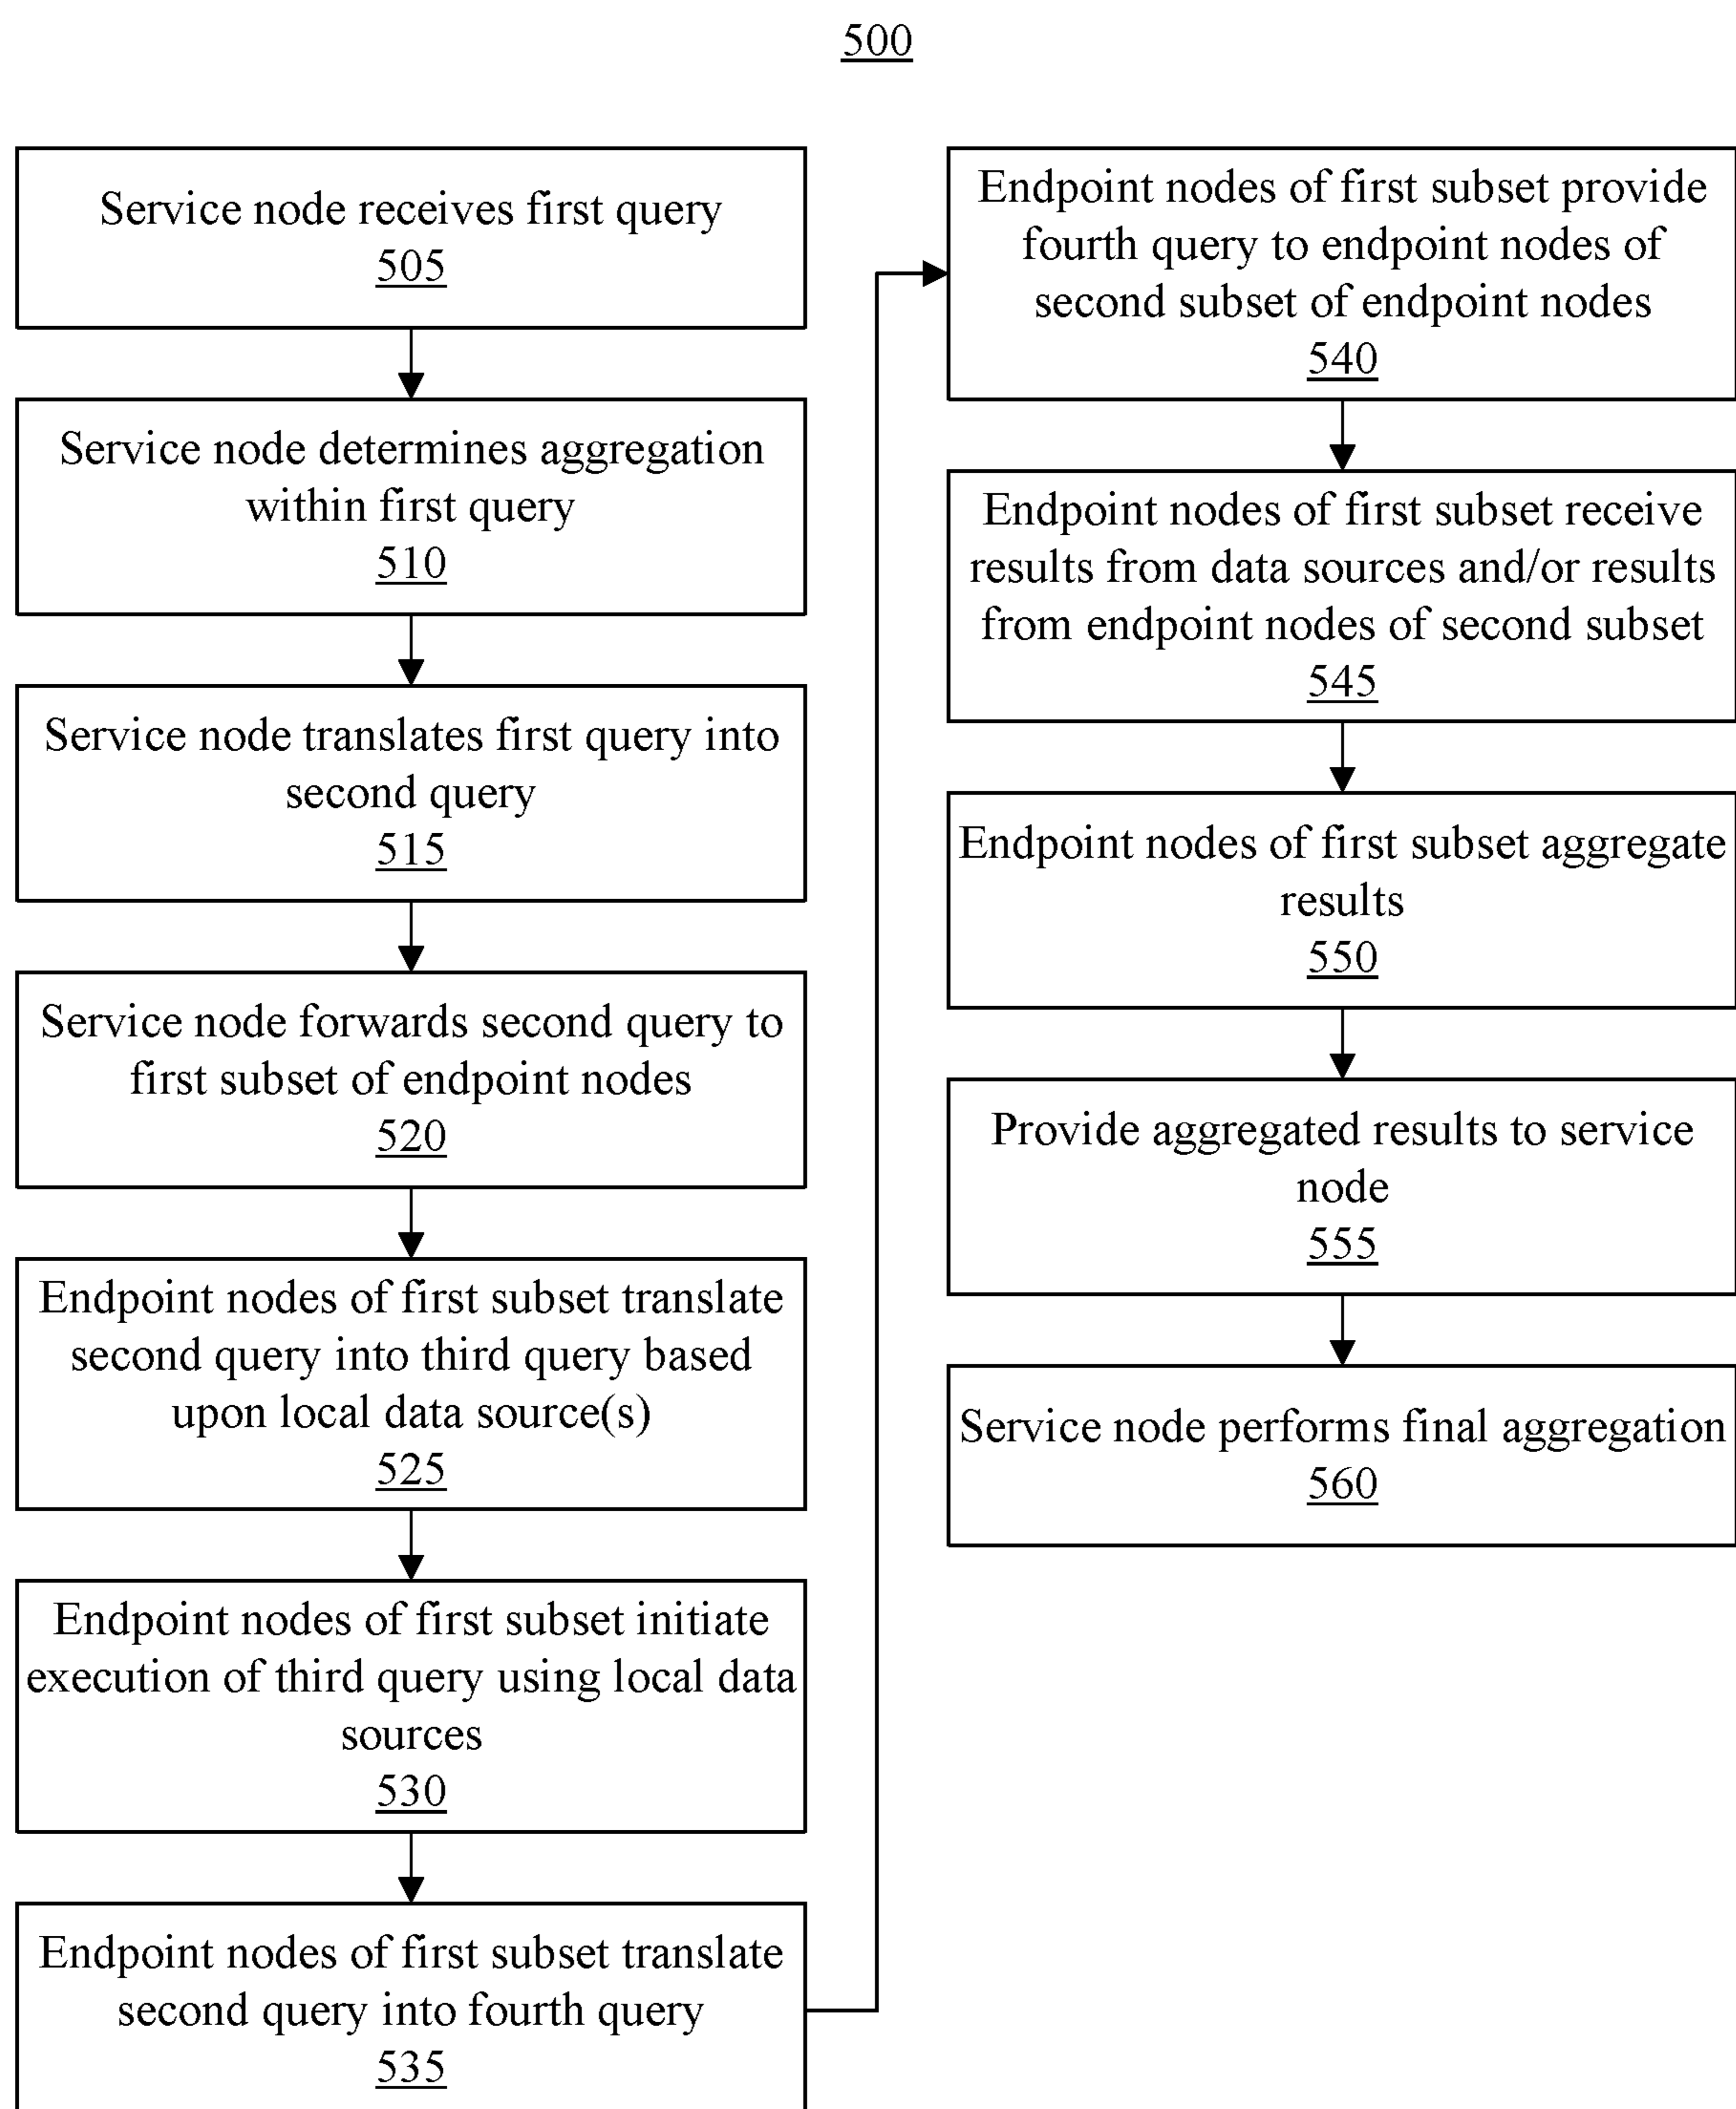 500
Service node receives first query
505
Service node determines aggregation
within first query
510
Service node translates first query into
second query
515
Service node forwards second query to
first subset of endpoint nodes
520
Endpoint nodes of first subset translate
second query into third query based
upon local data source(s)
525
Endpoint nodes of first subset initiate
execution of third query using local data
sources
530
Endpoint nodes of first subset translate
second query into fourth query
535
Endpoint nodes of first subset provide
fourth query to endpoint nodes of
second subset of endpoint nodes
540
Endpoint nodes of first subset receive
results from data sources and/or results
from endpoint nodes of second subset
545
Endpoint nodes of first subset aggregate
results
550
Provide aggregated results to service
node
555
Service node performs final aggregation
560